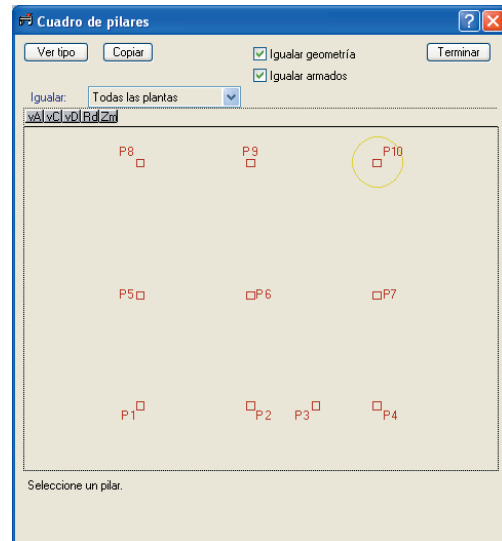 Cuadro de pilares
Ver tipo Copiar Igualar geometría Terminar
Igualar armados
Igualar: Todas las plantas
vA vC vD Rd Zm
P8 P9 P10
P5 P6 P7
P1 P2 P3 P4
Seleccione un pilar.